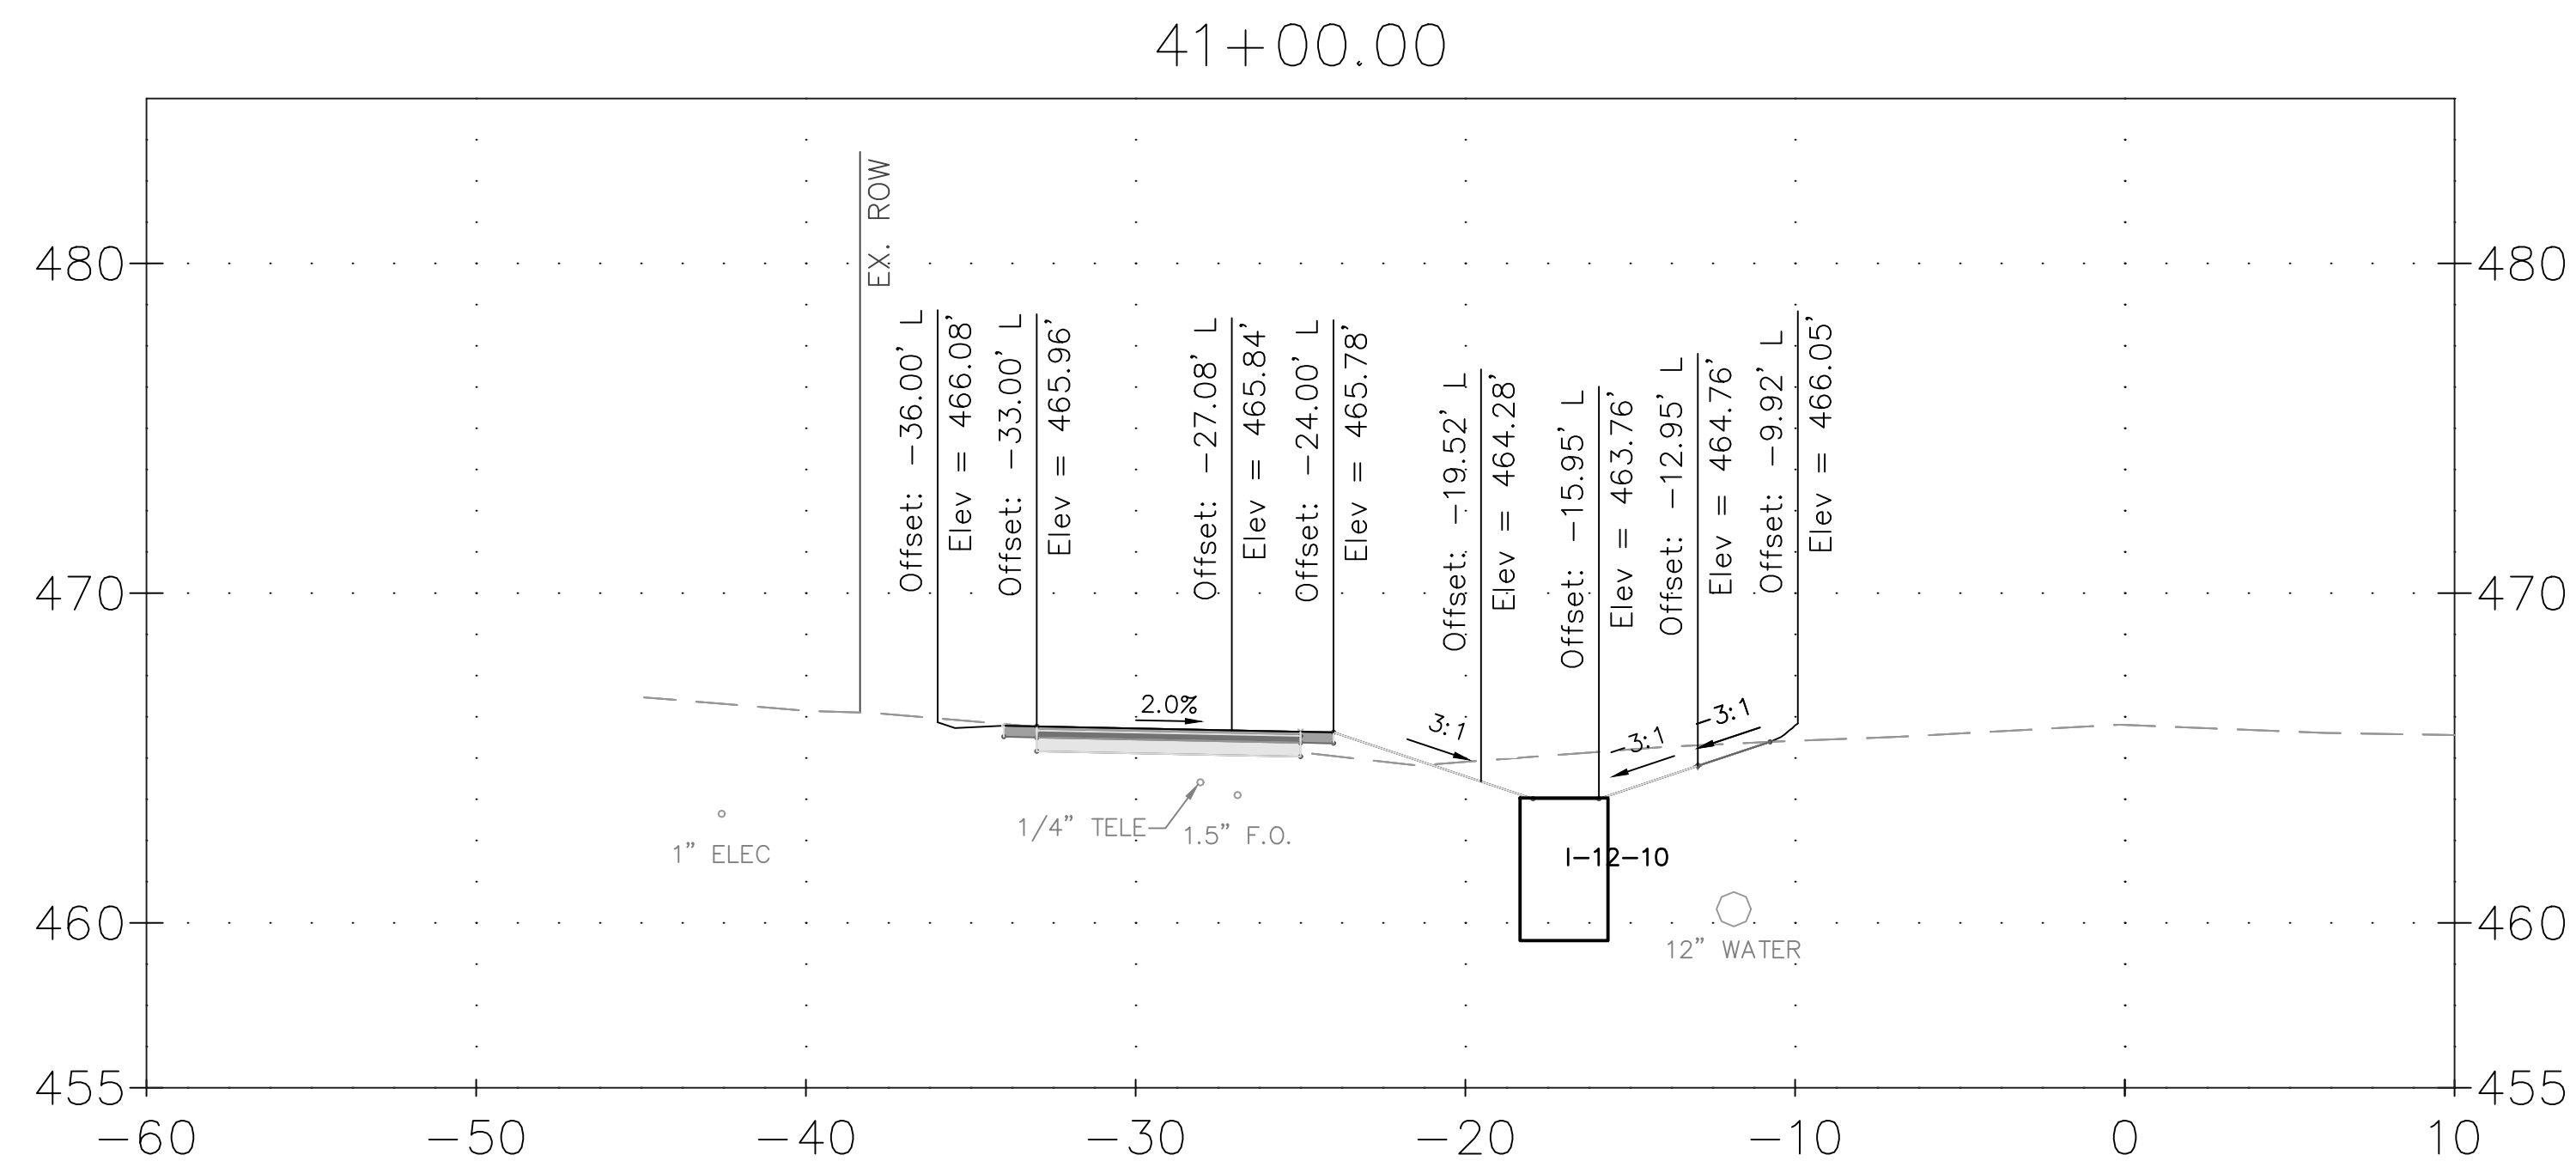 41+00.00
EX. ROW
480
480
Offset: -36.00' L
Elev = 466.08'
Offset: -33.00' L
Elev = 465.96'
Offset: -27.08' L
Elev = 465.84'
Offset: -24.00' L
Elev = 465.78'
Offset: -19.52' L
Elev = 464.28'
Offset: -15.95' L
Elev = 463.76'
Offset: -12.95' L
Elev = 464.76'
Offset: -9.92' L
Elev = 466.05'
470
470
2.0%
3:1
-3:1
-3:1
1" ELEC
1/4" TELE
1.5" F.O.
I-12-10
12" WATER
460
460
455
455
-60
-50
-40
-30
-20
-10
0
10